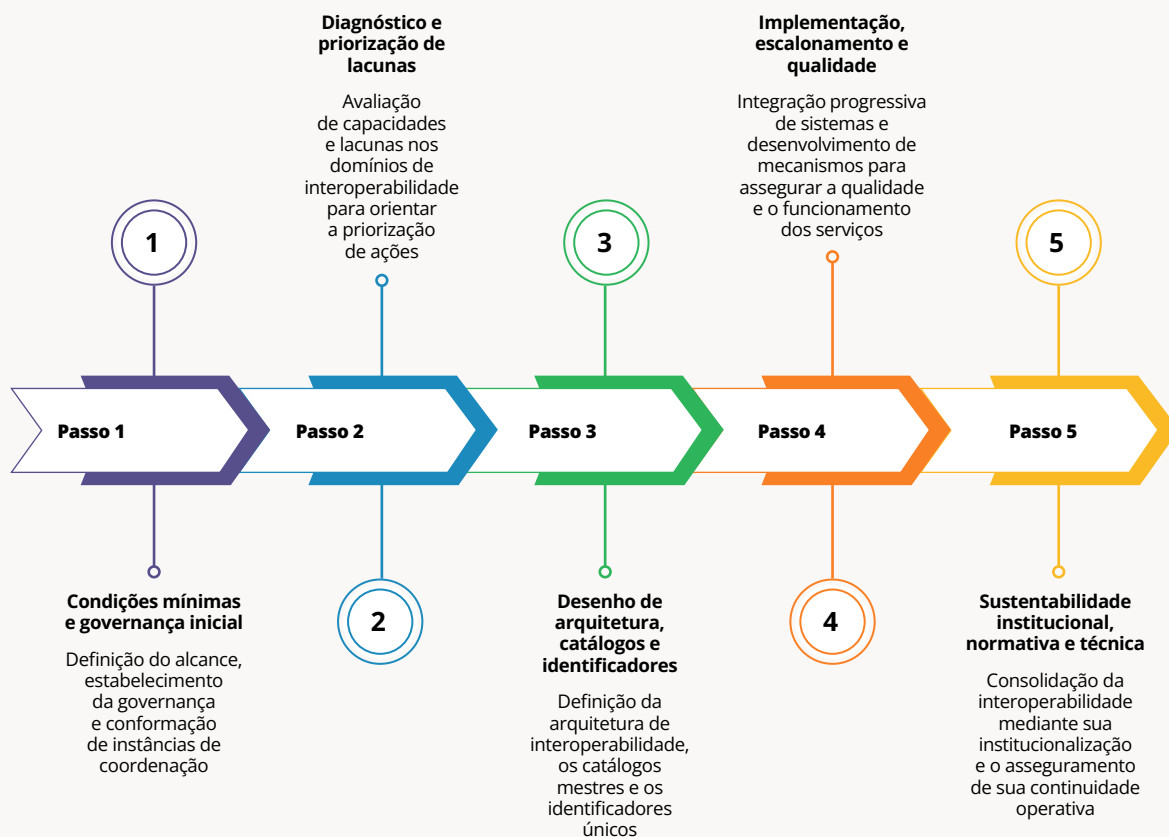 Diagnóstico e
priorização de
lacunas
Avaliação
de capacidades
e lacunas nos
domínios de
interoperabilidade
para orientar
a priorização
de ações
Implementação,
escalonamento e
qualidade
Integração progressiva
de sistemas e
desenvolvimento de
mecanismos para
assegurar a qualidade
e o funcionamento
dos serviços
1
3
5
Passo 1
Passo 2
Passo 3
Passo 4
Passo 5
2
4
Condições mínimas
e governança inicial
Definição do alcance,
estabelecimento
da governança
e conformação
de instâncias de
coordenação
Desenho de
arquitetura,
catálogos e
identificadores
Definição da
arquitetura de
interoperabilidade,
os catálogos
mestres e os
identificadores
únicos
Sustentabilidade
institucional,
normativa e técnica
Consolidação da
interoperabilidade
mediante sua
institucionalização
e o asseguramento
de sua continuidade
operativa